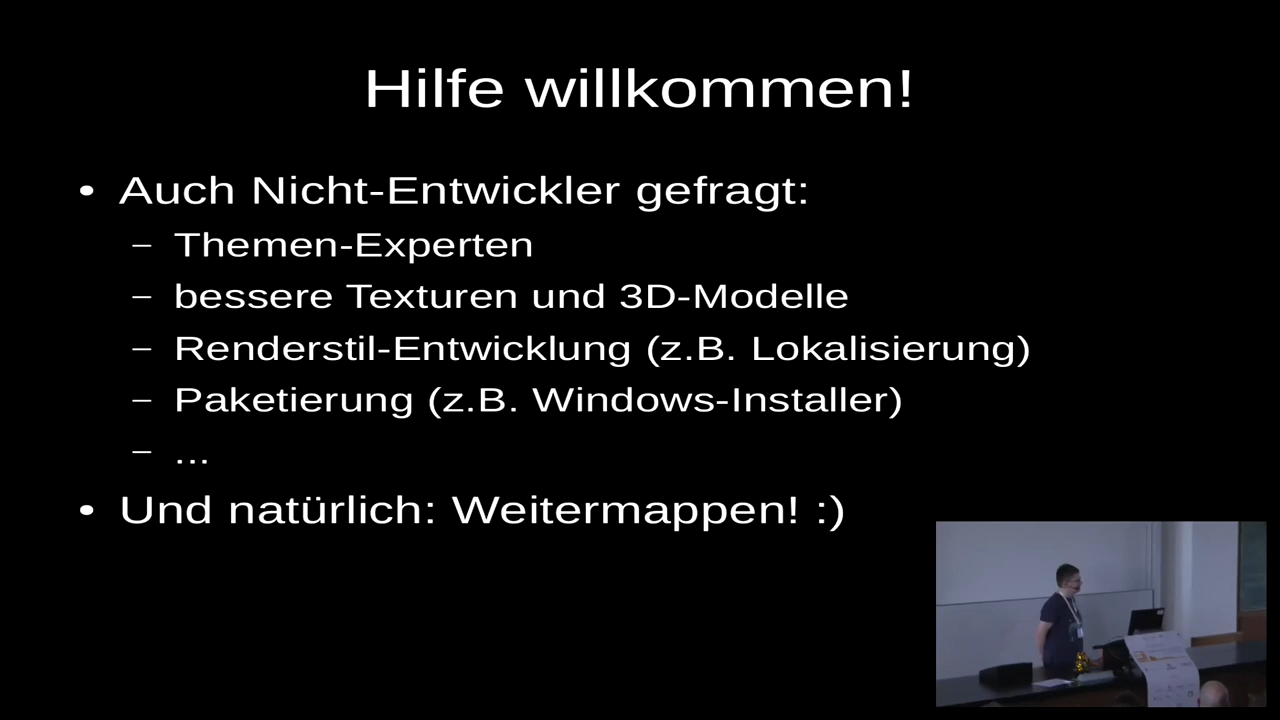 Hilfe willkommen!
• Auch Nicht-Entwickler gefragt:
– Themen-Experten
– bessere Texturen und 3D-Modelle
– Renderstil-Entwicklung (z.B. Lokalisierung)
– Paketierung (z.B. Windows-Installer)
– ...
• Und natürlich: Weitermappen! :)